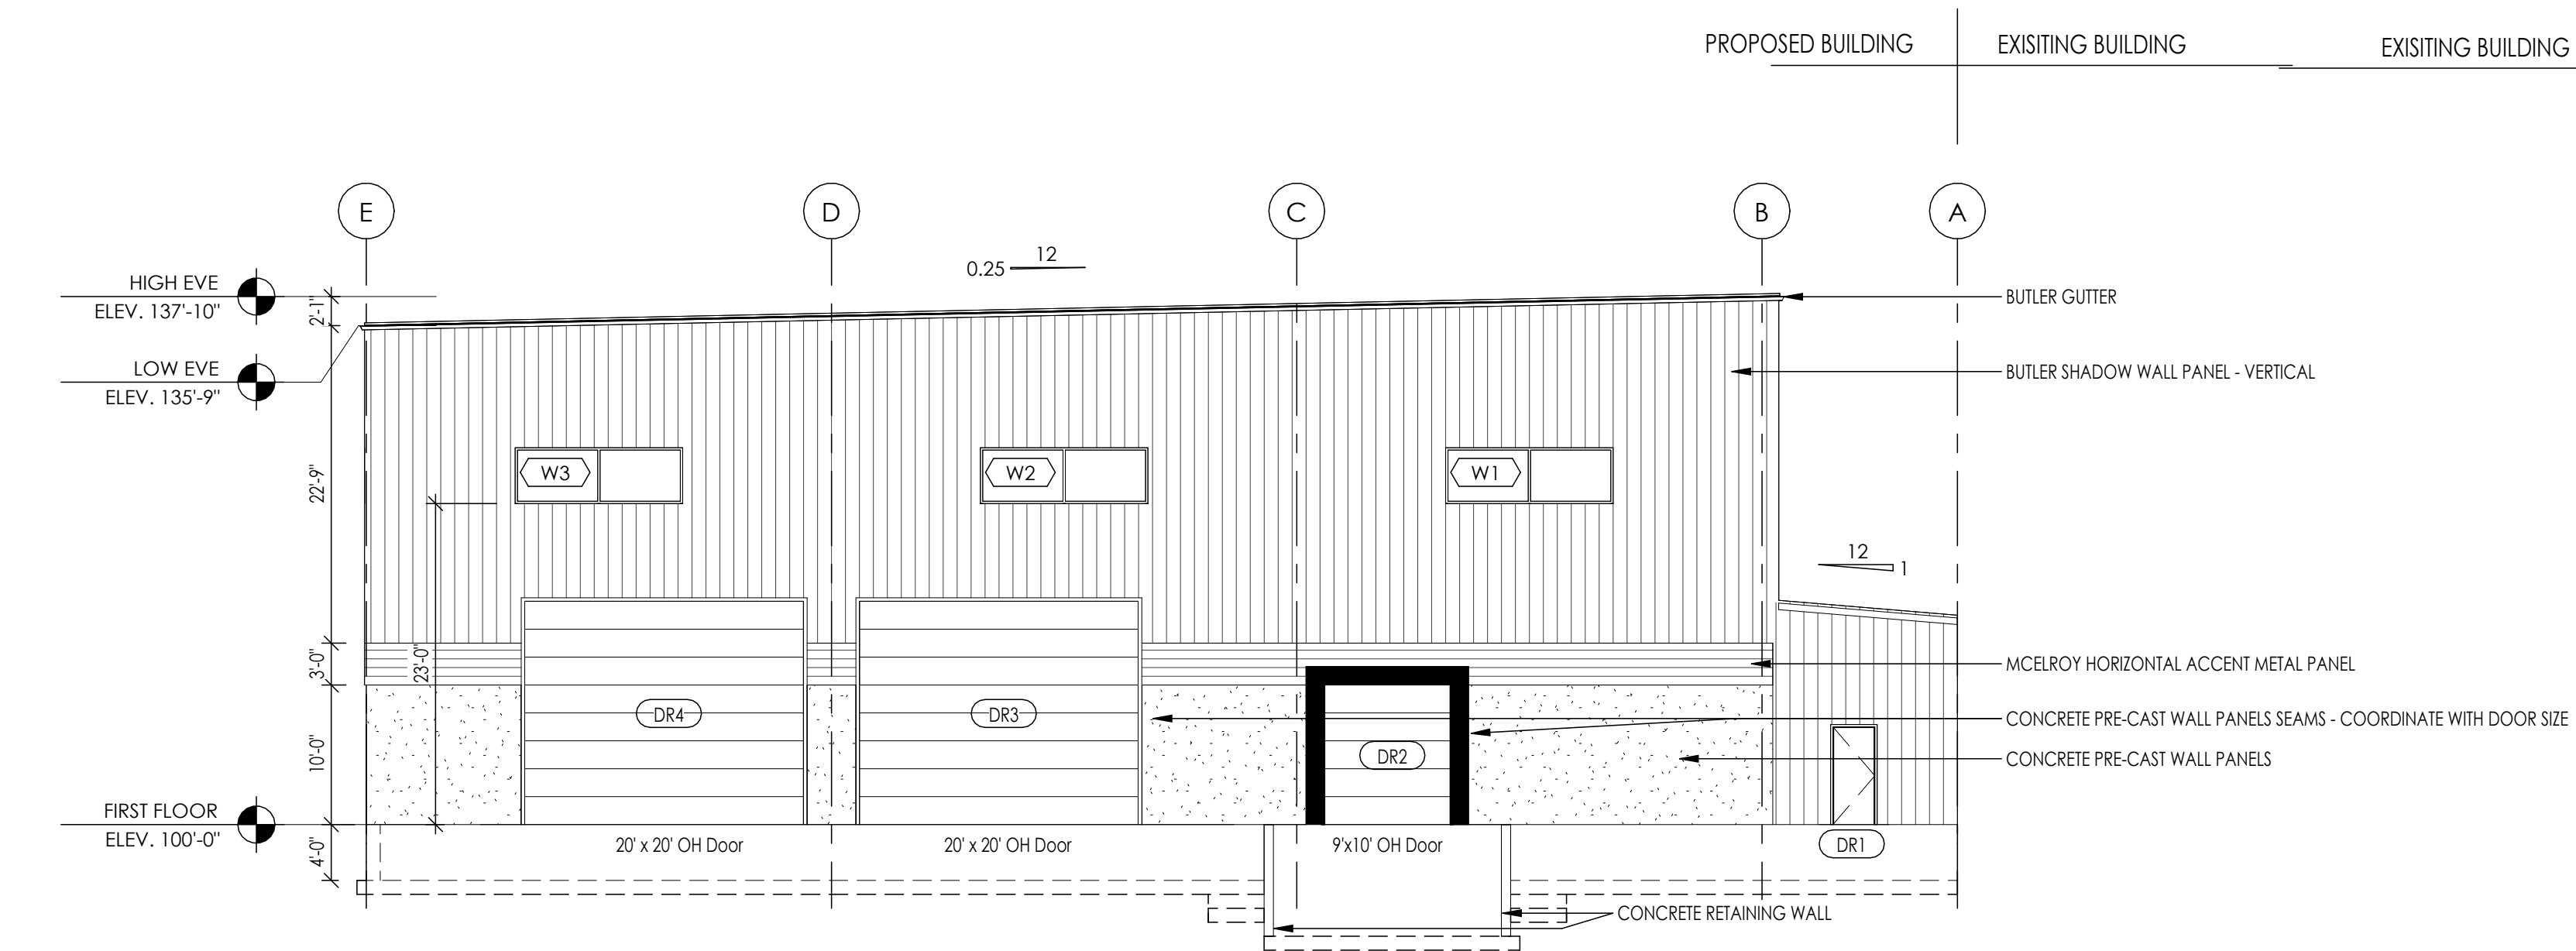 PROPOSED BUILDING
EXISITING BUILDING
EXISITING BUILDING
E
D
C
B
A
12
0.25
HIGH EVE
ELEV. 137'-10"
2'-1"
BUTLER GUTTER
LOW EVE
ELEV. 135'-9"
BUTLER SHADOW WALL PANEL - VERTICAL
22'-9"
W3
W2
W1
12
1
3'-0"
23'-0"
MCELROY HORIZONTAL ACCENT METAL PANEL
DR4
DR3
CONCRETE PRE-CAST WALL PANELS SEAMS - COORDINATE WITH DOOR SIZE
10'-0"
DR2
CONCRETE PRE-CAST WALL PANELS
FIRST FLOOR
ELEV. 100'-0"
4'-0"
20' x 20' OH Door
20' x 20' OH Door
9'x10' OH Door
DR1
CONCRETE RETAINING WALL